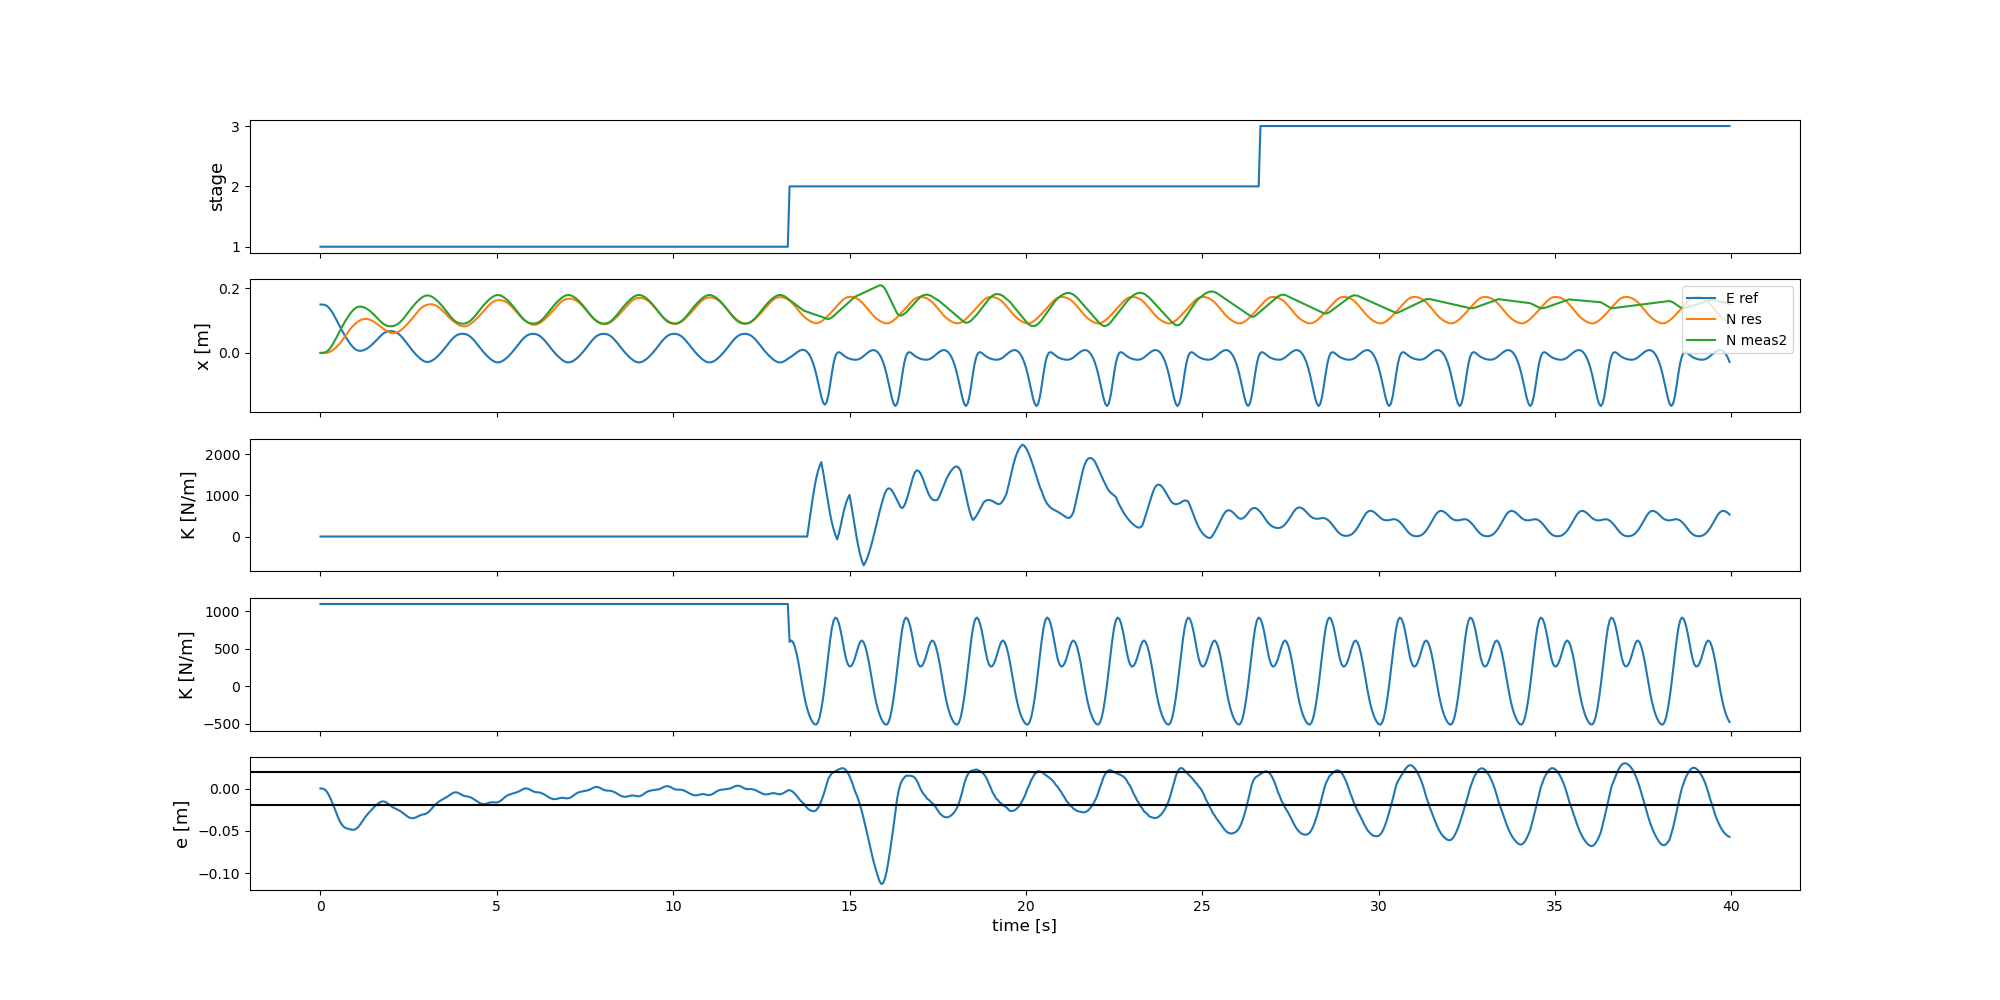 3
2
1
stage
0.2
0.0
x [m]
E ref
N res
N meas2
2000
1000
0
K [N/m]
1000
500
0
−500
K [N/m]
0.00
−0.05
−0.10
e [m]
0 5 10 15 20 25 30 35 40
time [s]